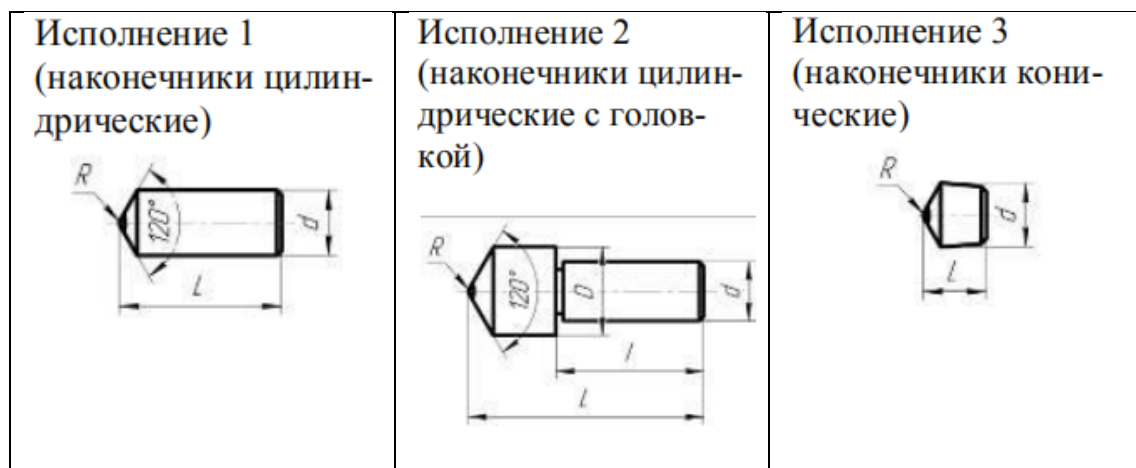 Исполнение 1
(наконечники цилин-
дрические)
R
120°
d
L
Исполнение 2
(наконечники цилин-
дрические с голов-
кой)
R
120°
D
d
l
L
Исполнение 3
(наконечники кони-
ческие)
R
d
L